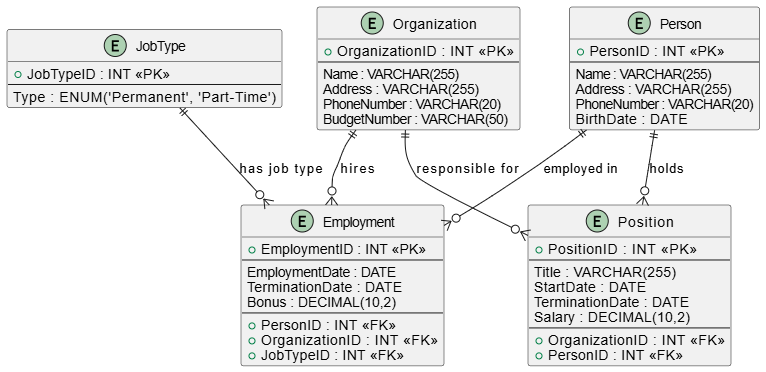 E JobType
JobTypeID : INT «PK»
Type : ENUM('Permanent', 'Part-Time')
E Organization
OrganizationID : INT «PK»
Name : VARCHAR(255)
Address : VARCHAR(255)
PhoneNumber : VARCHAR(20)
BudgetNumber : VARCHAR(50)
E Person
PersonID : INT «PK»
Name : VARCHAR(255)
Address : VARCHAR(255)
PhoneNumber : VARCHAR(20)
BirthDate : DATE
has job type
hires
responsible for
employed in
holds
E Employment
EmploymentID : INT «PK»
EmploymentDate : DATE
TerminationDate : DATE
Bonus : DECIMAL(10,2)
PersonID : INT «FK»
OrganizationID : INT «FK»
JobTypeID : INT «FK»
E Position
PositionID : INT «PK»
Title : VARCHAR(255)
StartDate : DATE
TerminationDate : DATE
Salary : DECIMAL(10,2)
OrganizationID : INT «FK»
PersonID : INT «FK»